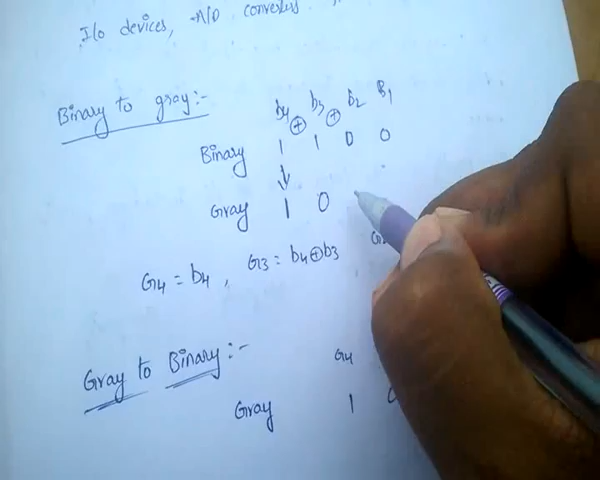 I/o devices, A/D converters
Binary to gray:-
b4 ⊕ b3 ⊕ b2 B1
Binary 1 1 0 0
↓
Gray 1 0
G4 = b4, G3 = b4⊕b3
Gray to Binary:-
G4
Gray 1